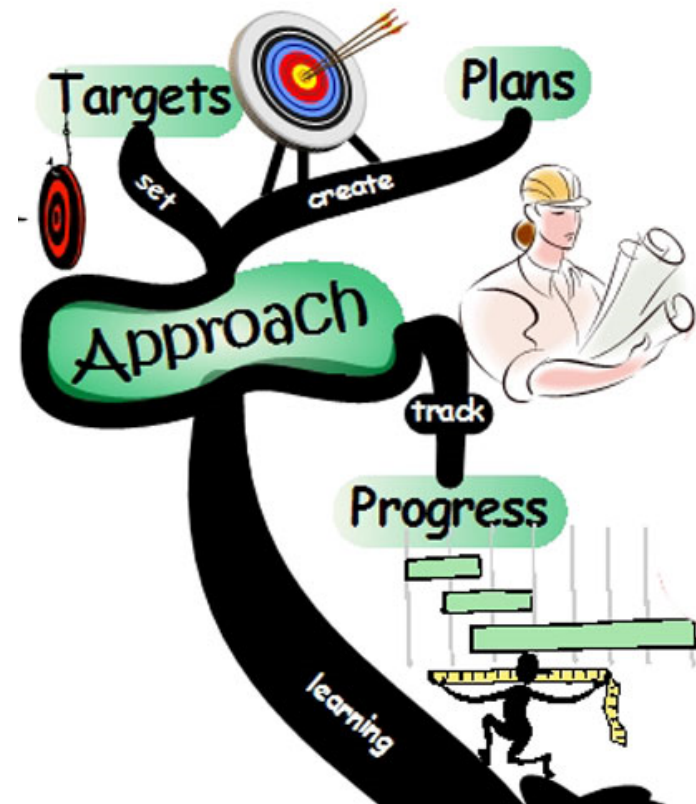 Targets
Plans
set
create
Approach
track
Progress
learning